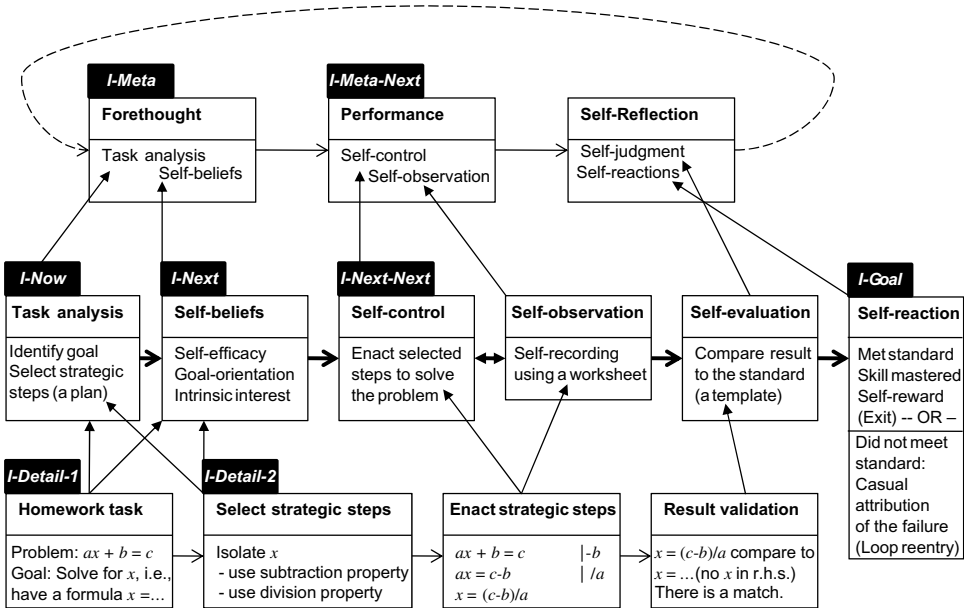 I-Meta
Forethought
Task analysis
Self-beliefs
I-Meta-Next
Performance
Self-control
Self-observation
Self-Reflection
Self-judgment
Self-reactions
I-Now
Task analysis
Identify goal
Select strategic
steps (a plan)
I-Next
Self-beliefs
Self-efficacy
Goal-orientation
Intrinsic interest
I-Next-Next
Self-control
Enact selected
steps to solve
the problem
Self-observation
Self-recording
using a worksheet
Self-evaluation
Compare result
to the standard
(a template)
I-Goal
Self-reaction
Met standard
Skill mastered
Self-reward
(Exit) -- OR –
Did not meet
standard:
Casual
attribution
of the failure
(Loop reentry)
I-Detail-1
Homework task
Problem: ax + b = c
Goal: Solve for x, i.e.,
have a formula x =...
I-Detail-2
Select strategic steps
Isolate x
- use subtraction property
- use division property
Enact strategic steps
ax + b = c |-b
ax = c-b | /a
x = (c-b)/a
Result validation
x = (c-b)/a compare to
x = ...(no x in r.h.s.)
There is a match.